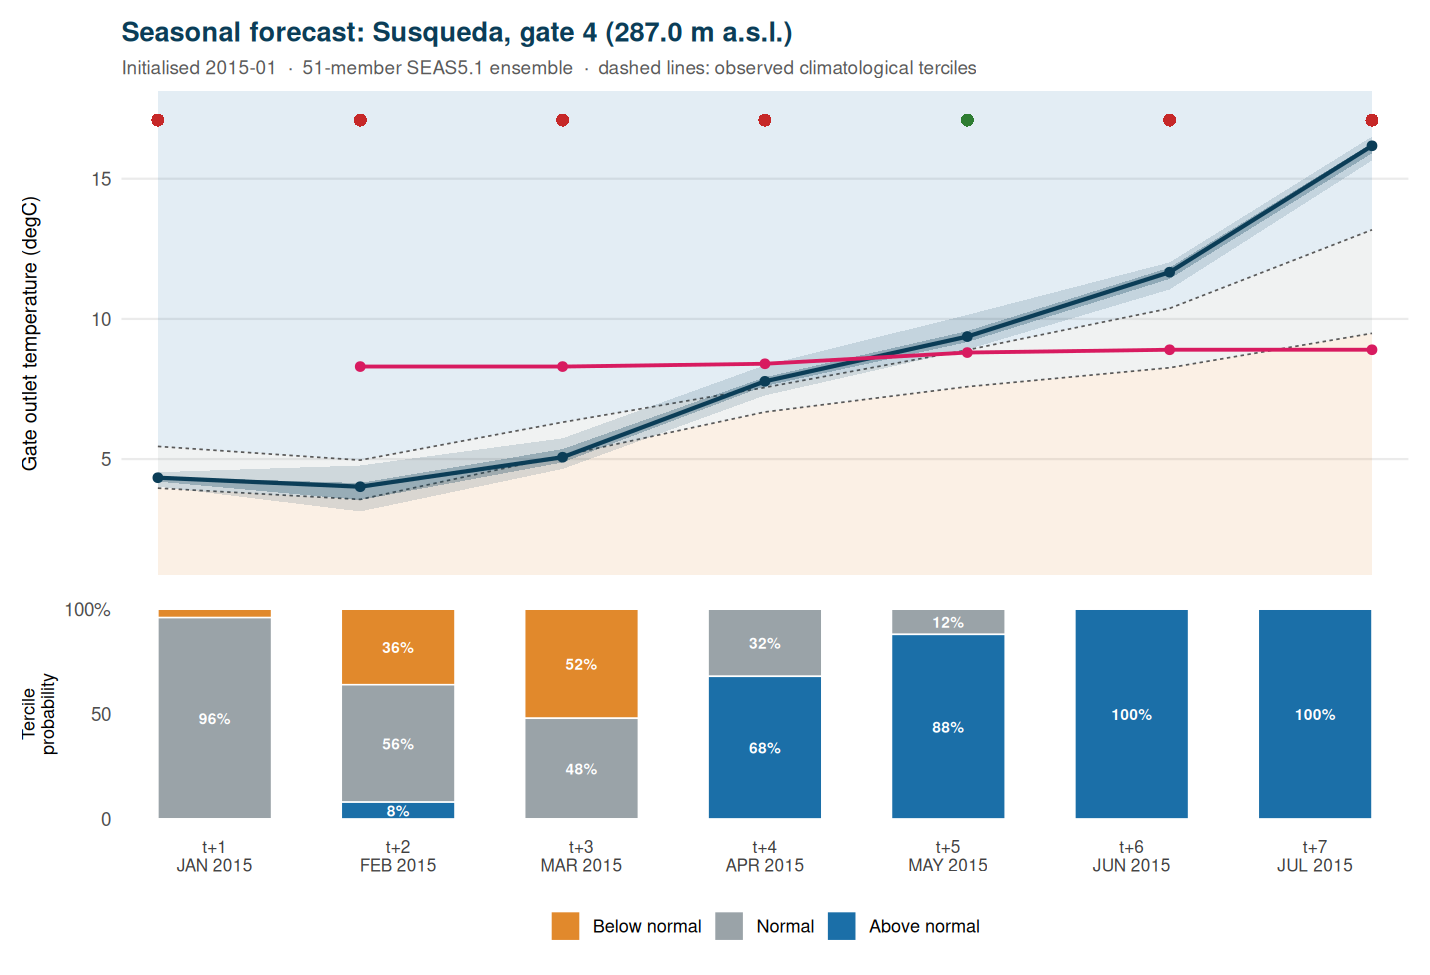 Seasonal forecast: Susqueda, gate 4 (287.0 m a.s.l.)
Initialised 2015-01 · 51-member SEAS5.1 ensemble · dashed lines: observed climatological terciles
Gate outlet temperature (degC)
15
10
5
Tercile
probability
100%
50
0
96%
36%
56%
8%
52%
48%
32%
68%
12%
88%
100%
100%
t+1
JAN 2015
t+2
FEB 2015
t+3
MAR 2015
t+4
APR 2015
t+5
MAY 2015
t+6
JUN 2015
t+7
JUL 2015
Below normal
Normal
Above normal